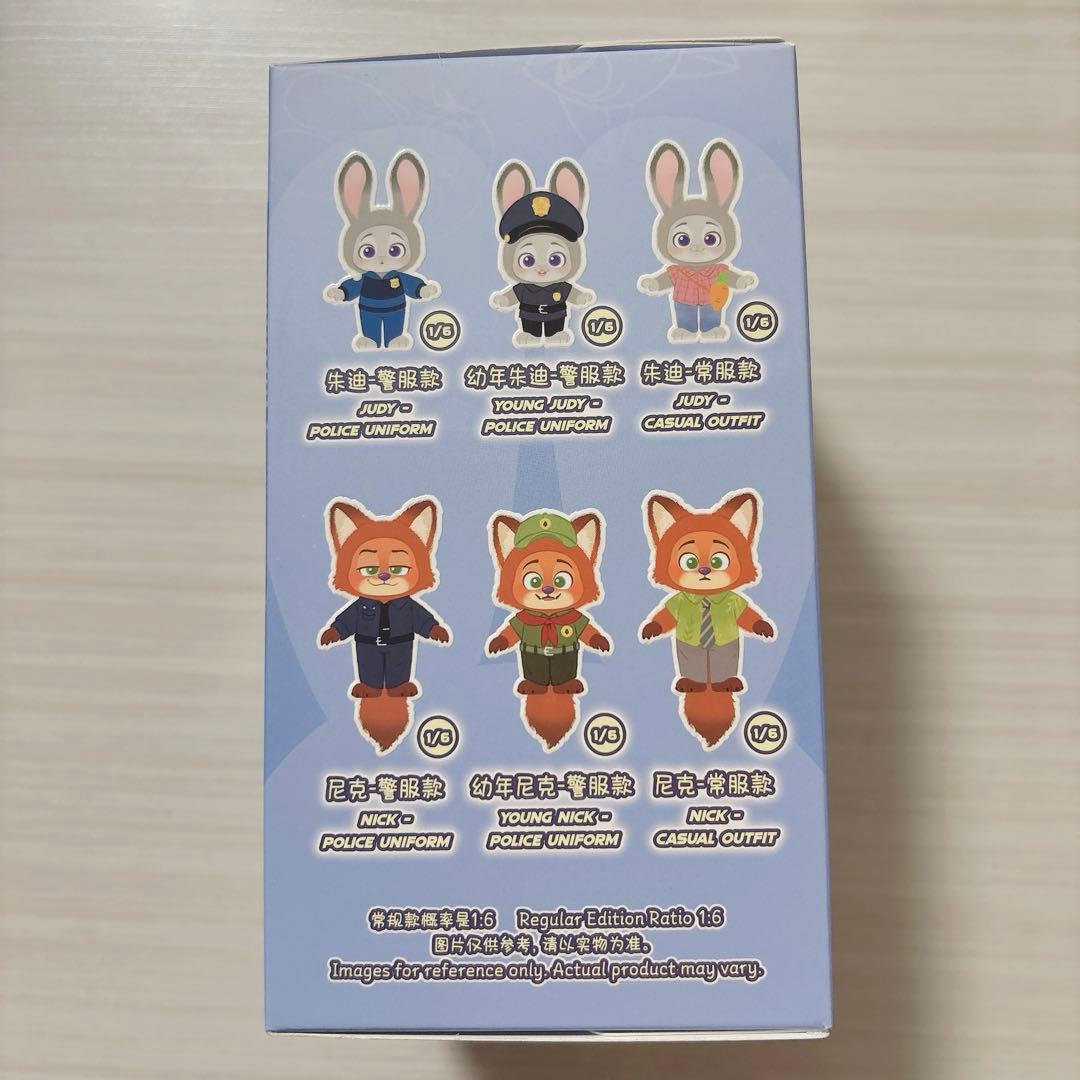 1/6
1/6
1/6
朱迪-警服款
幼年朱迪-警服款
朱迪-常服款
JUDY -
POLICE UNIFORM
YOUNG JUDY -
POLICE UNIFORM
JUDY -
CASUAL OUTFIT
1/6
1/6
1/6
尼克-警服款
幼年尼克-警服款
尼克-常服款
NICK -
POLICE UNIFORM
YOUNG NICK -
POLICE UNIFORM
NICK -
CASUAL OUTFIT
常规款概率是1:6 Regular Edition Ratio 1:6
图片仅供参考, 请以实物为准。
Images for reference only. Actual product may vary.